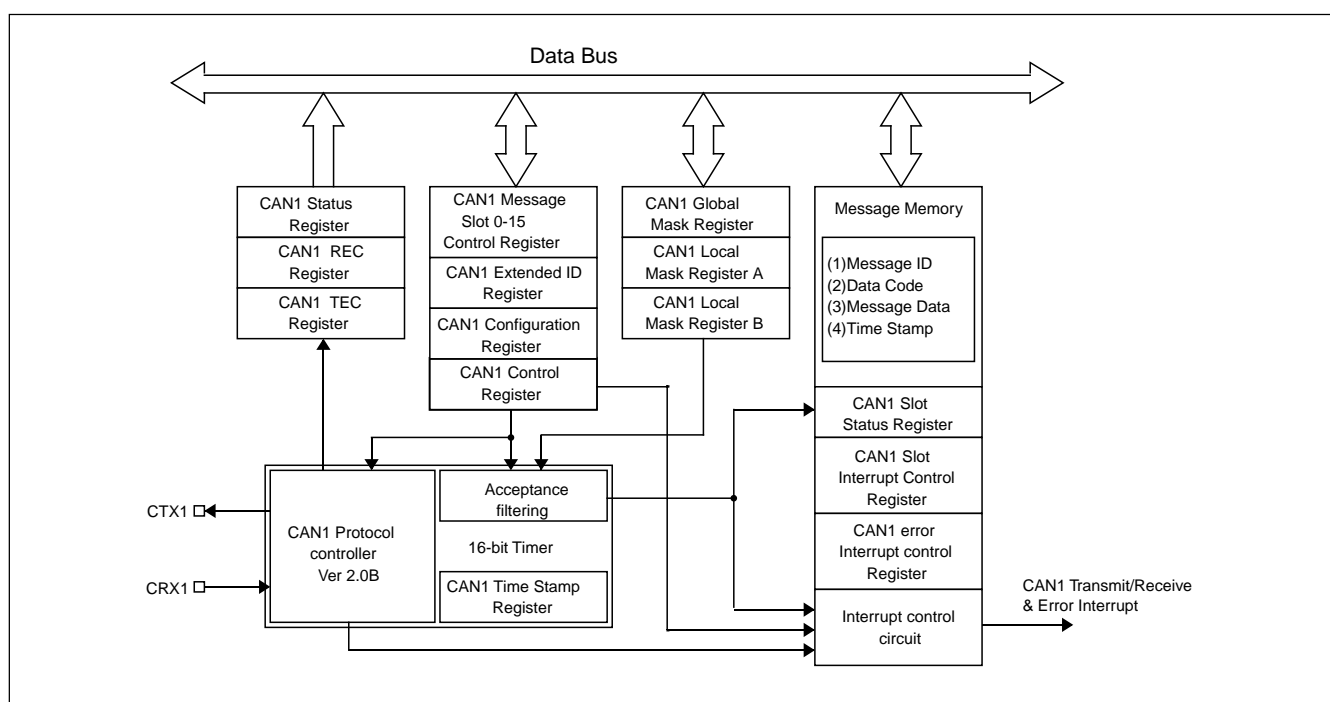 Data Bus
CAN1 Status
Register
CAN1 REC
Register
CAN1 TEC
Register
CAN1 Message
Slot 0-15
Control Register
CAN1 Extended ID
Register
CAN1 Configuration
Register
CAN1 Control
Register
CAN1 Global
Mask Register
CAN1 Local
Mask Register A
CAN1 Local
Mask Register B
Message Memory
(1)Message ID
(2)Data Code
(3)Message Data
(4)Time Stamp
CAN1 Slot
Status Register
CAN1 Slot
Interrupt Control
Register
CAN1 error
Interrupt control
Register
Interrupt control
circuit
CTX1
CRX1
CAN1 Protocol
controller
Ver 2.0B
Acceptance
filtering
16-bit Timer
CAN1 Time Stamp
Register
CAN1 Transmit/Receive
& Error Interrupt